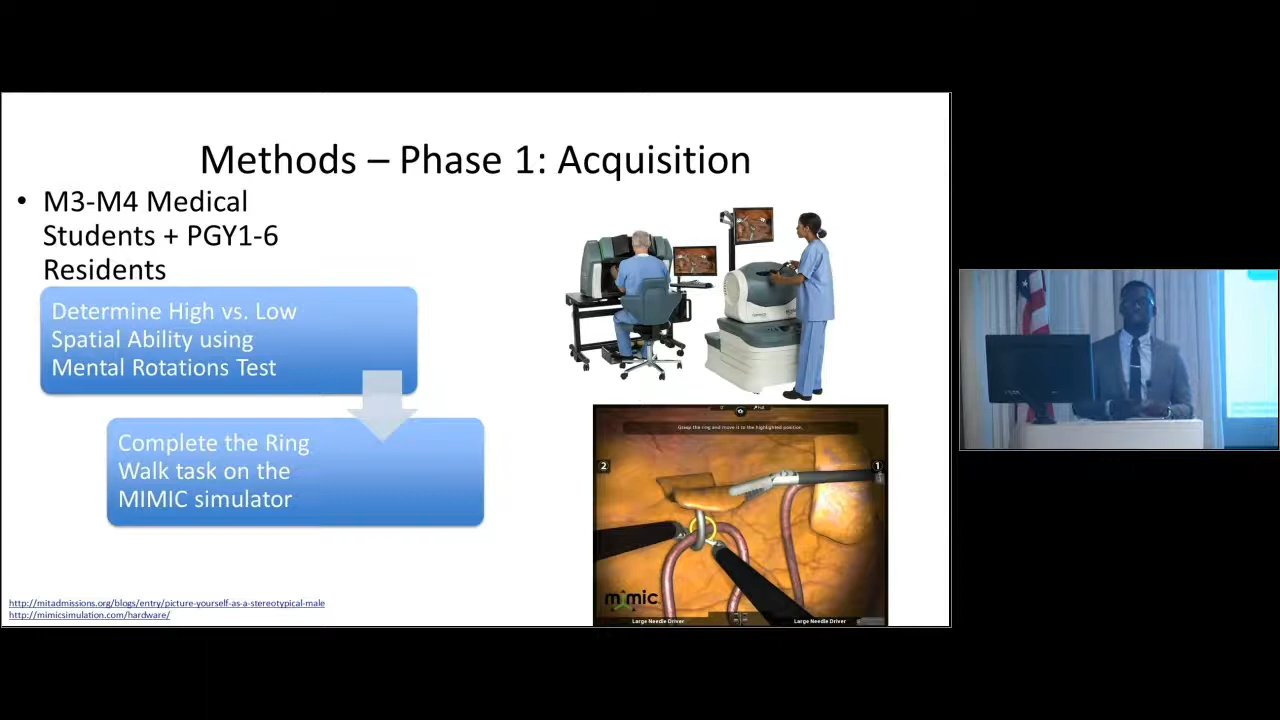 Methods – Phase 1: Acquisition
• M3-M4 Medical
Students + PGY1-6
Residents
Determine High vs. Low
Spatial Ability using
Mental Rotations Test
Complete the Ring
Walk task on the
MIMIC simulator
Grasp the ring and move it to the highlighted position.
2
1
3
mimic
Large Needle Driver
Large Needle Driver
http://mitadmissions.org/blogs/entry/picture-yourself-as-a-stereotypical-male
http://mimicsimulation.com/hardware/